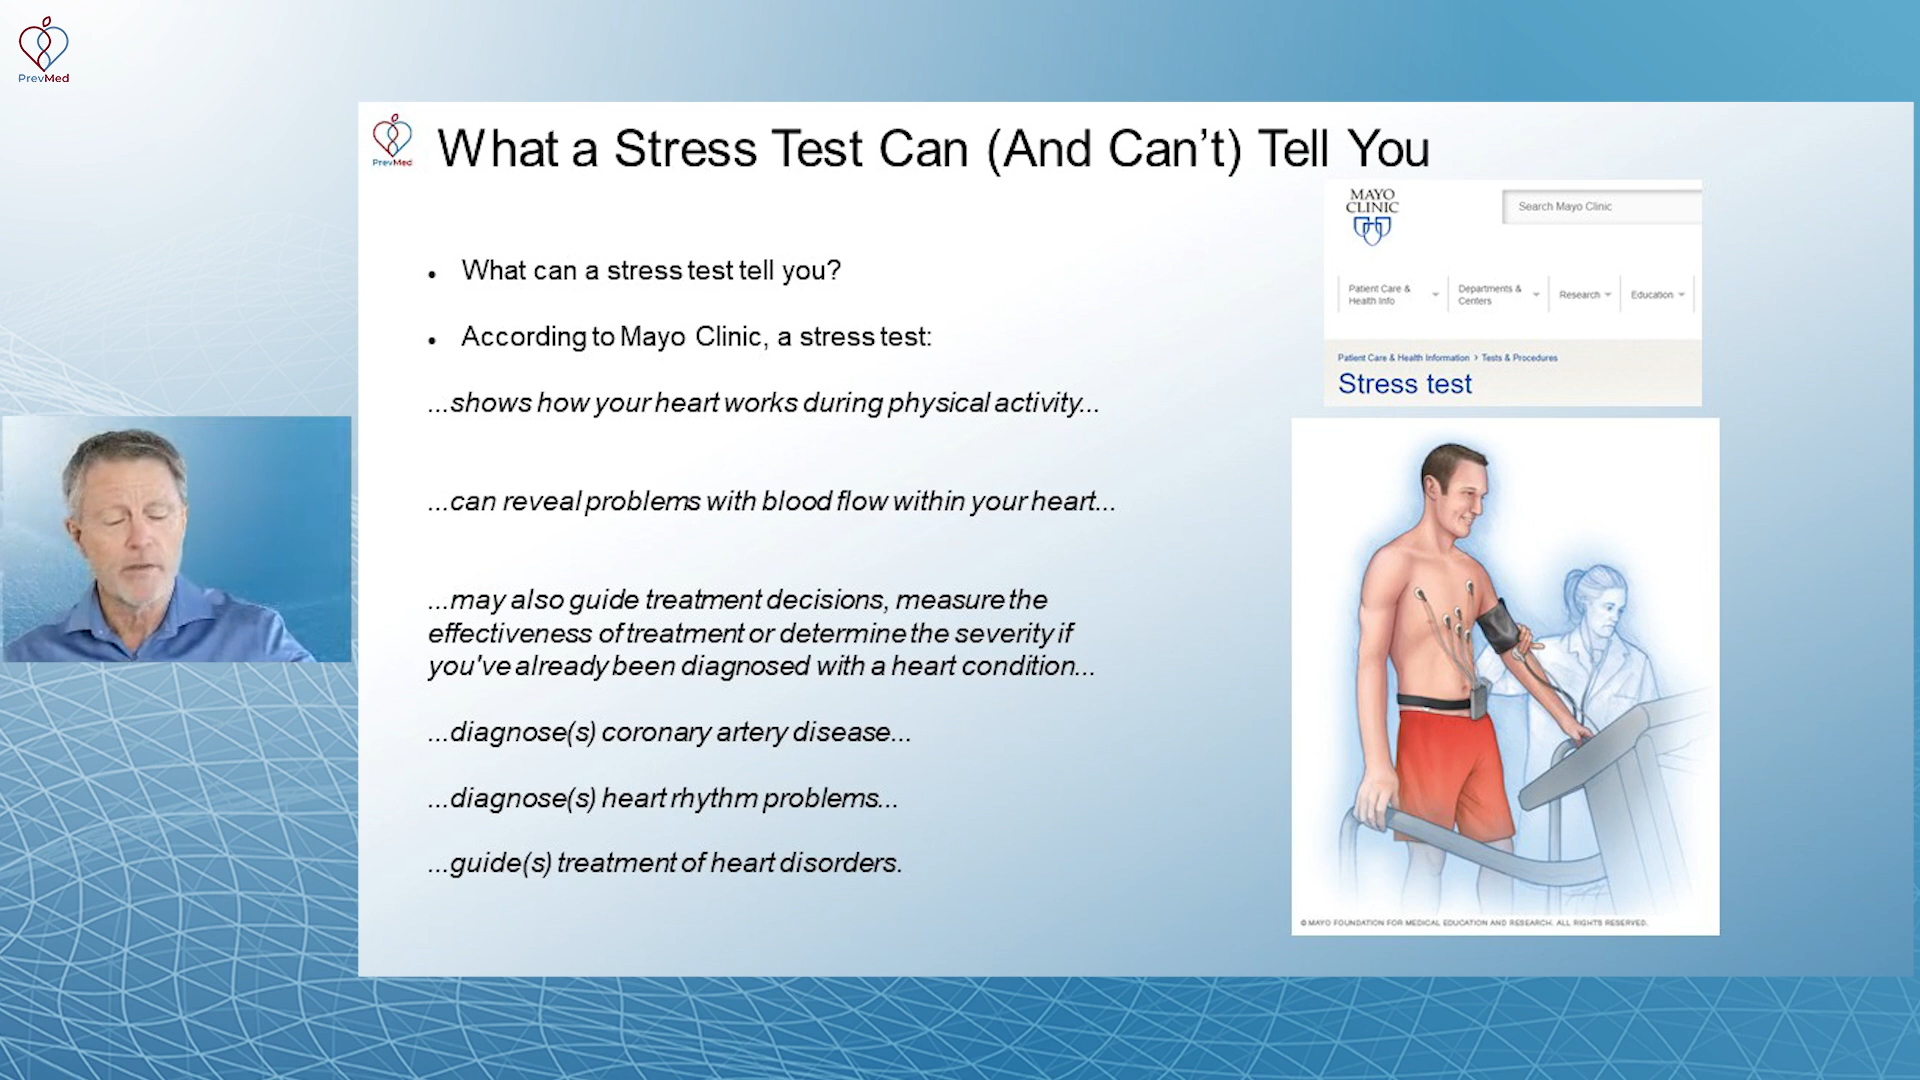 PrevMed
PrevMed
What a Stress Test Can (And Can't) Tell You
• What can a stress test tell you?
• According to Mayo Clinic, a stress test:
...shows how your heart works during physical activity...
...can reveal problems with blood flow within your heart...
...may also guide treatment decisions, measure the
effectiveness of treatment or determine the severity if
you've already been diagnosed with a heart condition...
...diagnose(s) coronary artery disease...
...diagnose(s) heart rhythm problems...
...guide(s) treatment of heart disorders.
MAYO
CLINIC
Search Mayo Clinic
Patient Care &
Health Info
Departments &
Centers
Research
Education
Patient Care & Health Information › Tests & Procedures
Stress test
© MAYO FOUNDATION FOR MEDICAL EDUCATION AND RESEARCH. ALL RIGHTS RESERVED.